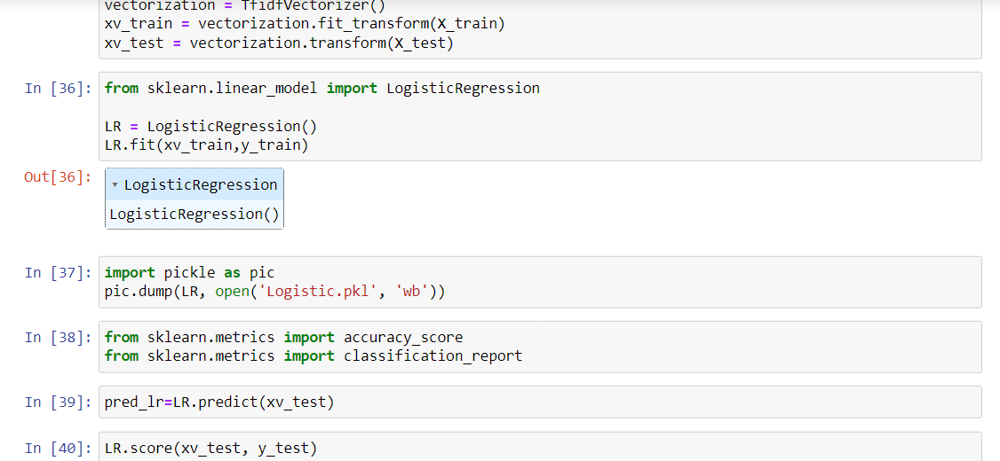 vectorization = TfidfVectorizer()
xv_train = vectorization.fit_transform(X_train)
xv_test = vectorization.transform(X_test)
In [36]: from sklearn.linear_model import LogisticRegression
LR = LogisticRegression()
LR.fit(xv_train,y_train)
Out[36]: ▾ LogisticRegression
LogisticRegression()
In [37]: import pickle as pic
pic.dump(LR, open('Logistic.pkl', 'wb'))
In [38]: from sklearn.metrics import accuracy_score
from sklearn.metrics import classification_report
In [39]: pred_lr=LR.predict(xv_test)
In [40]: LR.score(xv_test, y_test)